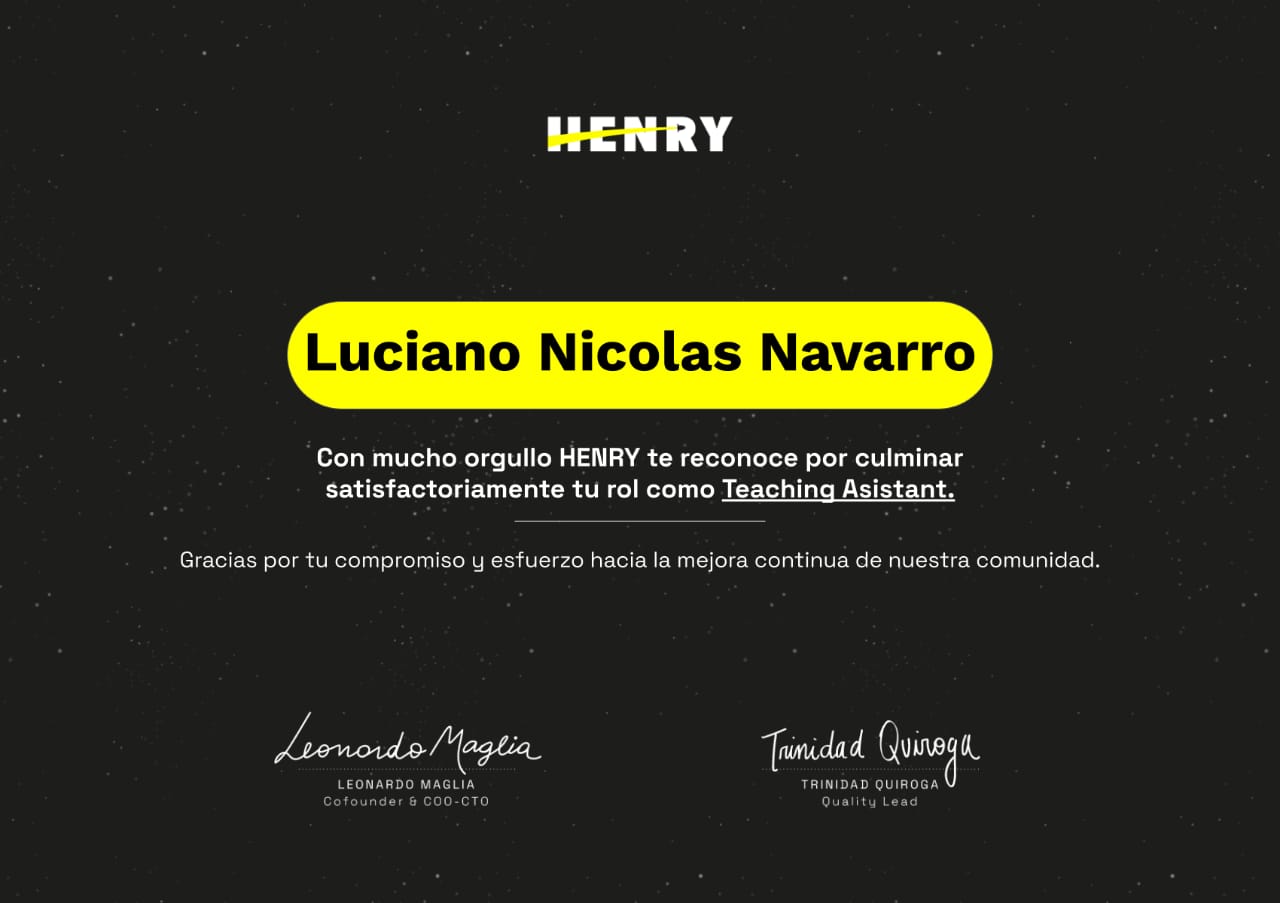 HENRY
Luciano Nicolas Navarro
Con mucho orgullo HENRY te reconoce por culminar
satisfactoriamente tu rol como Teaching Asistant.
Gracias por tu compromiso y esfuerzo hacia la mejora continua de nuestra comunidad.
Leonardo Maglia
LEONARDO MAGLIA
Cofounder & COO-CTO
Trinidad Quiroga
TRINIDAD QUIROGA
Quality Lead